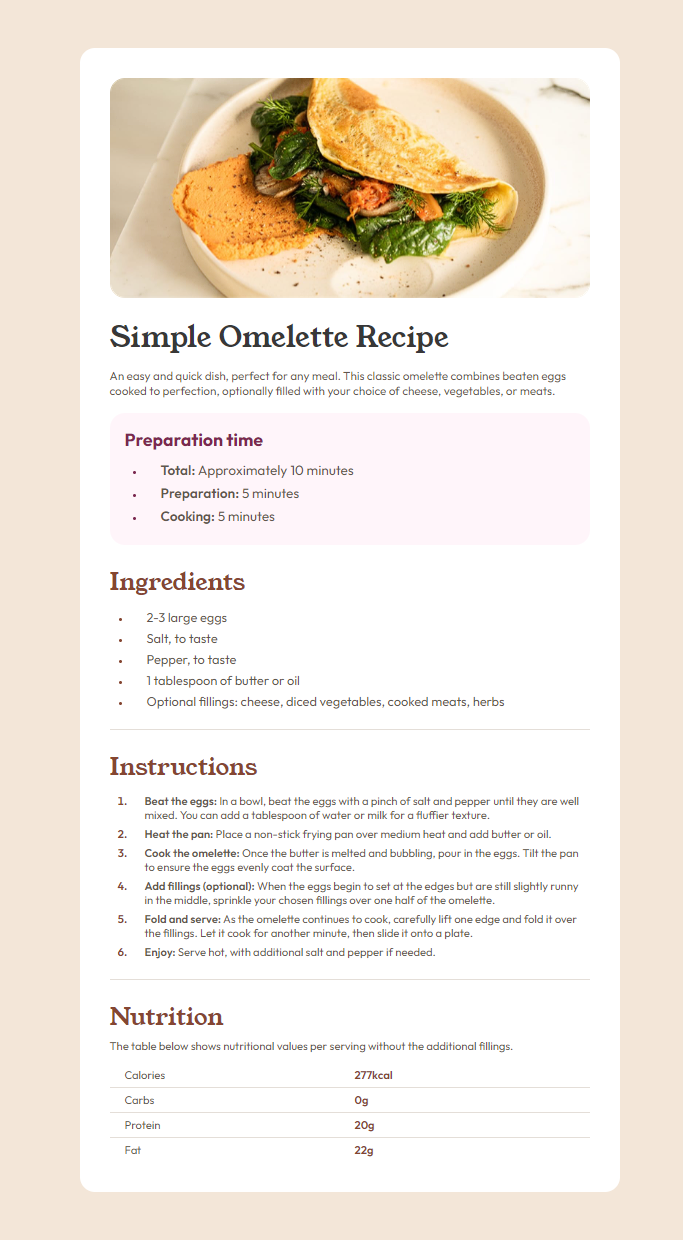 Simple Omelette Recipe
An easy and quick dish, perfect for any meal. This classic omelette combines beaten eggs
cooked to perfection, optionally filled with your choice of cheese, vegetables, or meats.
Preparation time
• Total: Approximately 10 minutes
• Preparation: 5 minutes
• Cooking: 5 minutes
Ingredients
• 2-3 large eggs
• Salt, to taste
• Pepper, to taste
• 1 tablespoon of butter or oil
• Optional fillings: cheese, diced vegetables, cooked meats, herbs
Instructions
1. Beat the eggs: In a bowl, beat the eggs with a pinch of salt and pepper until they are well
mixed. You can add a tablespoon of water or milk for a fluffier texture.
2. Heat the pan: Place a non-stick frying pan over medium heat and add butter or oil.
3. Cook the omelette: Once the butter is melted and bubbling, pour in the eggs. Tilt the pan
to ensure the eggs evenly coat the surface.
4. Add fillings (optional): When the eggs begin to set at the edges but are still slightly runny
in the middle, sprinkle your chosen fillings over one half of the omelette.
5. Fold and serve: As the omelette continues to cook, carefully lift one edge and fold it over
the fillings. Let it cook for another minute, then slide it onto a plate.
6. Enjoy: Serve hot, with additional salt and pepper if needed.
Nutrition
The table below shows nutritional values per serving without the additional fillings.
Calories 277kcal
Carbs 0g
Protein 20g
Fat 22g